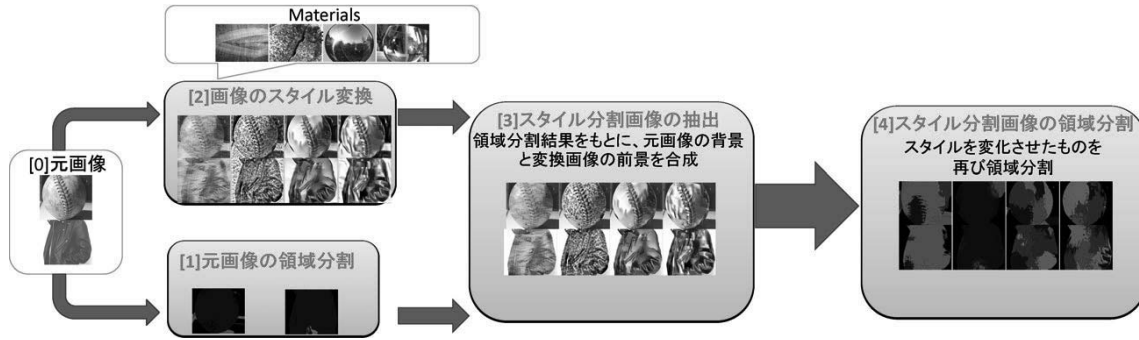 Materials
[2]画像のスタイル変換
[0]元画像
[1]元画像の領域分割
[3]スタイル分割画像の抽出
領域分割結果をもとに、元画像の背景
と変換画像の前景を合成
[4]スタイル分割画像の領域分割
スタイルを変化させたものを
再び領域分割